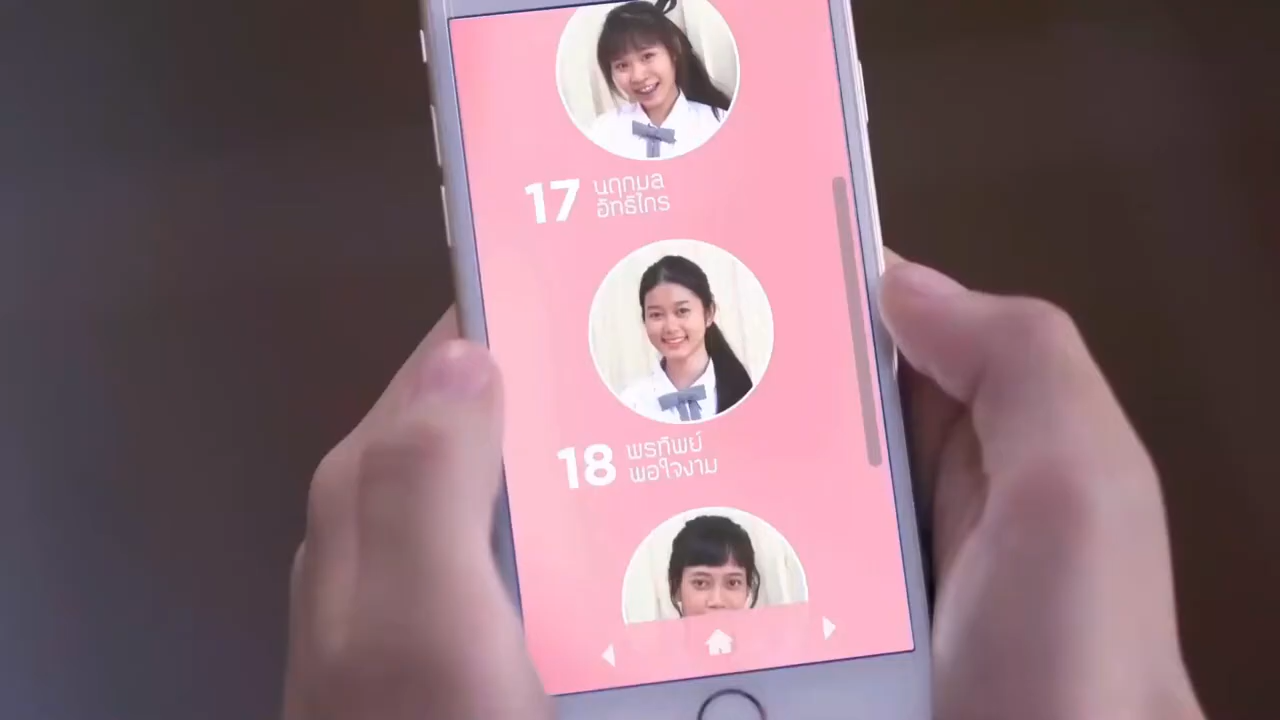 17
นฤกมล
อิทธิไกร
18
พรทิพย์
พอใจงาม